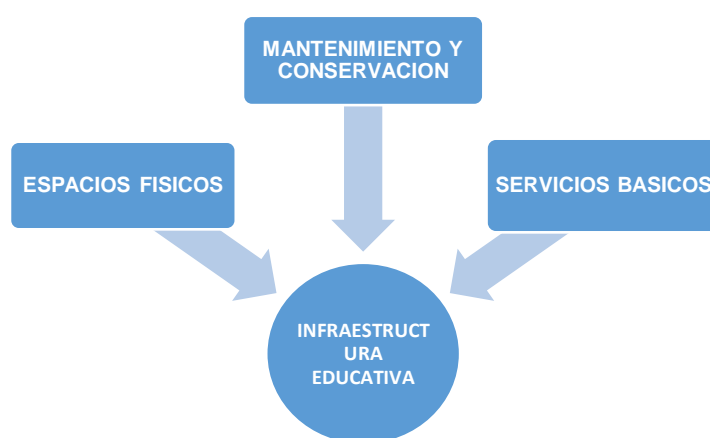 MANTENIMIENTO Y
CONSERVACION
ESPACIOS FISICOS
SERVICIOS BASICOS
INFRAESTRUCT
URA
EDUCATIVA